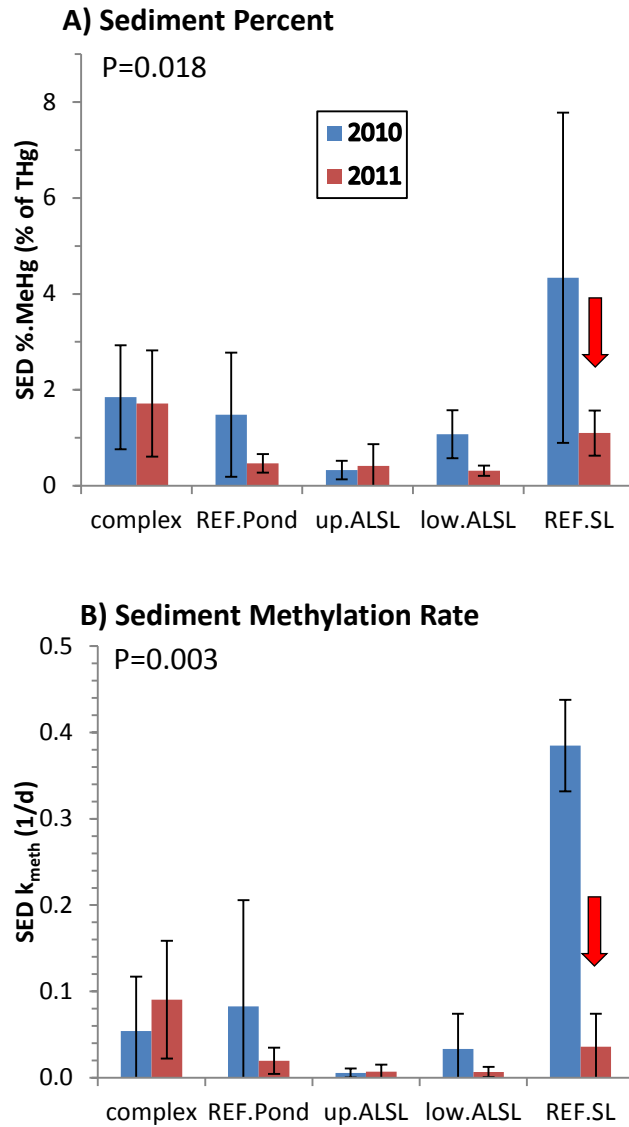 A) Sediment Percent
P=0.018
8
2010
2011
6
4
2
0
SED %.MeHg (% of THg)
complex REF.Pond up.ALSL low.ALSL REF.SL
B) Sediment Methylation Rate
0.5
P=0.003
0.4
0.3
0.2
0.1
0.0
SED kmeth (1/d)
complex REF.Pond up.ALSL low.ALSL REF.SL